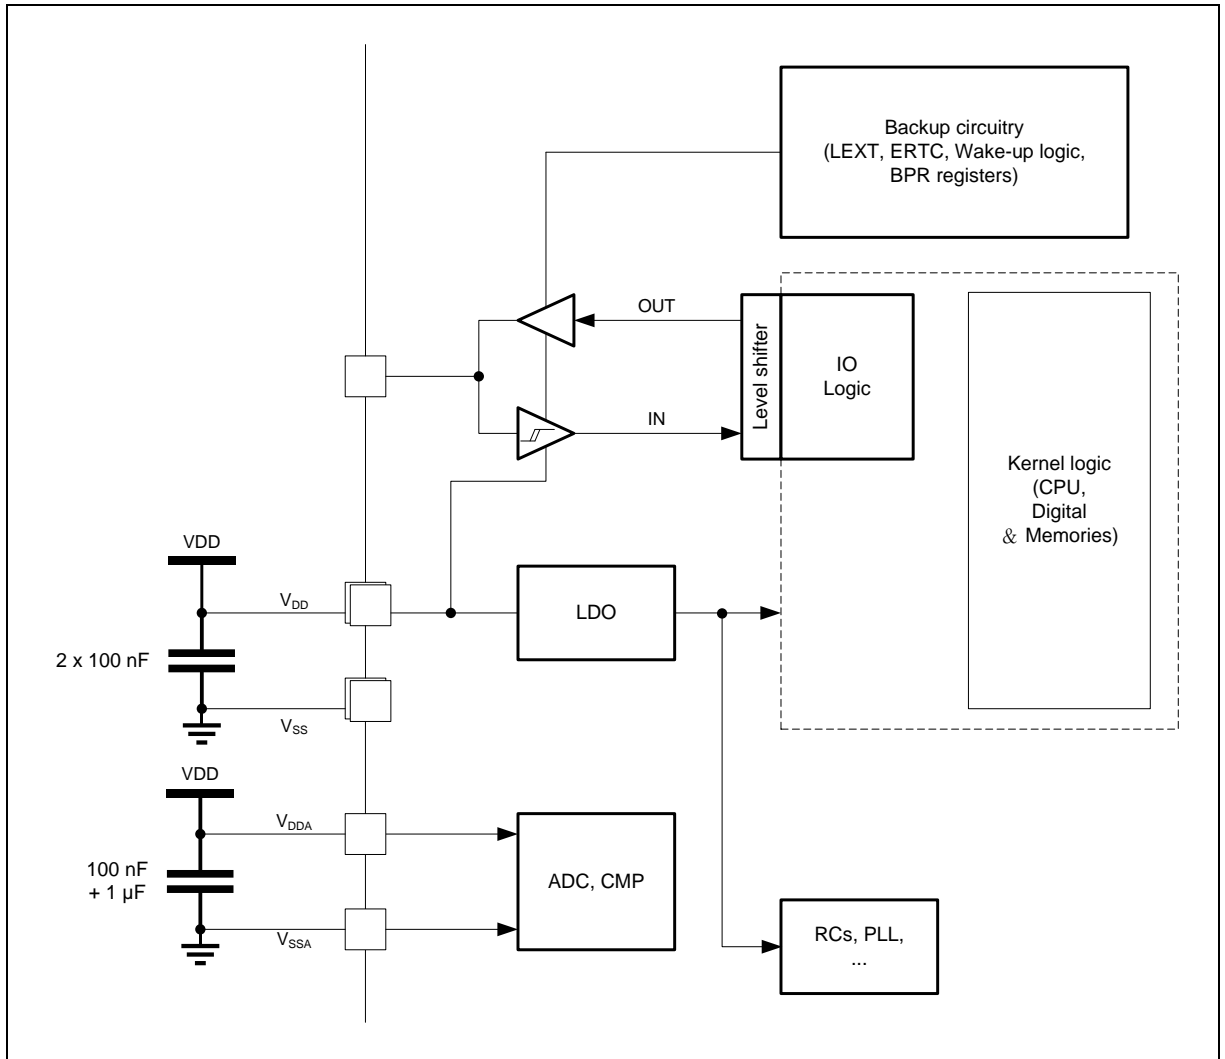 Backup circuitry
(LEXT, ERTC, Wake-up logic,
BPR registers)
OUT
Level shifter
IO
Logic
IN
Kernel logic
(CPU,
Digital
& Memories)
VDD
VDD
LDO
2 x 100 nF
VSS
VDD
VDDA
100 nF
+ 1 µF
ADC, CMP
VSSA
RCs, PLL,
...